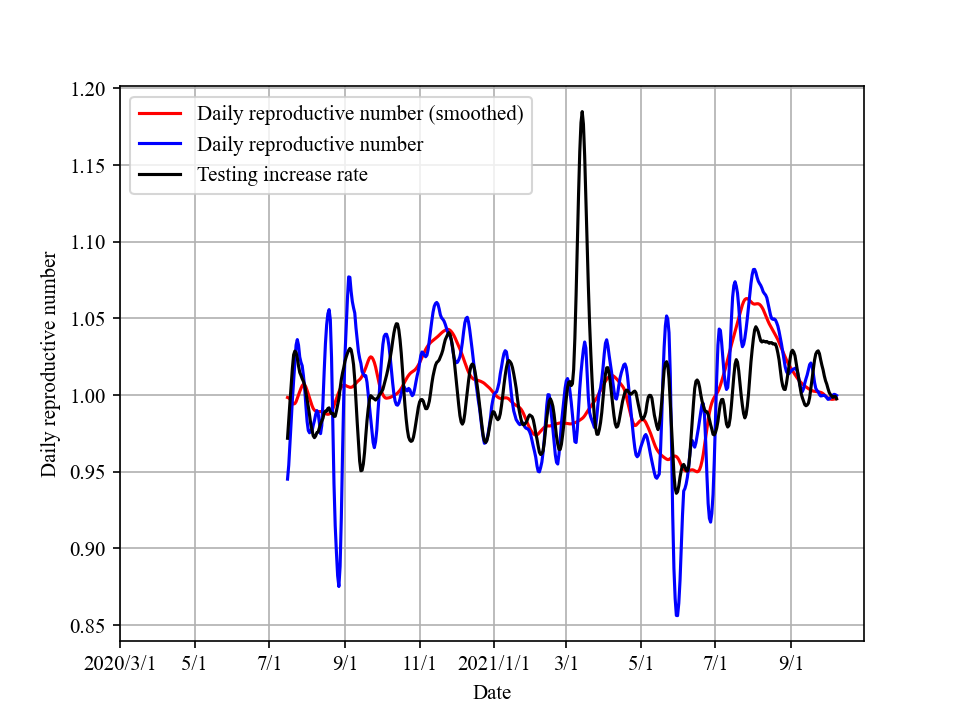 1.20
1.15
1.10
1.05
1.00
0.95
0.90
0.85
Daily reproductive number
Daily reproductive number (smoothed)
Daily reproductive number
Testing increase rate
2020/3/1 5/1 7/1 9/1 11/1 2021/1/1 3/1 5/1 7/1 9/1
Date